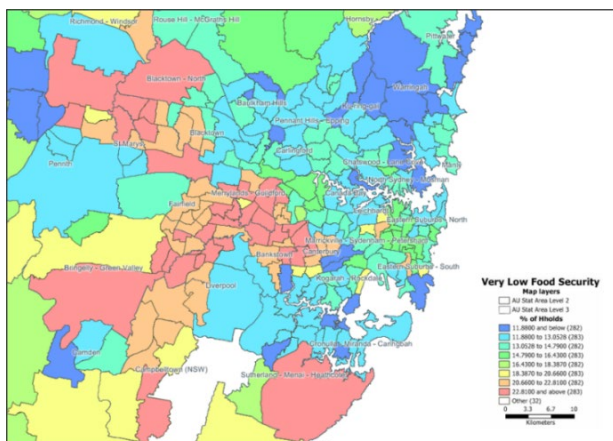 Hornsby
Richmond - Windsor
Rouse Hill - McGraths Hill
Pittwater
Blacktown - North
Warringah
Baulkham Hills
Ku-ring-gai
Pennant Hills - Epping
St Marys
Blacktown
Carlingford
Penrith
Chatswood - Lane Cove
Manly
North Sydney - Mosman
Merrylands - Guildford
Canada Bay
Fairfield
Leichhardt
Eastern Suburbs - North
Marrickville - Sydenham - Petersham
Bankstown
Canterbury
Bringelly - Green Valley
Eastern Suburbs - South
Kogarah - Rockdale
Liverpool
Camden
Cronulla - Miranda - Caringbah
Campbelltown (NSW)
Sutherland - Menai - Heathcote
Very Low Food Security
Map layers
AU Stat Area Level 2
AU Stat Area Level 3
% of Hholds
11.8860 and below (282)
11.8860 to 13.0528 (282)
13.0528 to 14.7900 (282)
14.7900 to 16.4300 (283)
16.4300 to 18.3870 (282)
18.3870 to 20.6600 (283)
20.6600 to 22.8100 (283)
22.8100 and above (283)
Other (32)
0 3.3 6.7 10.0
Kilometers